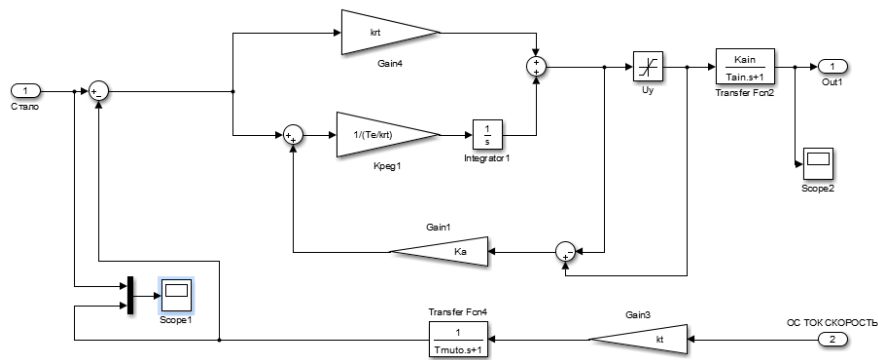 krt
Gain4
1
Стало
+
−
+
+
1/(Te/krt)
Kpeg1
1
s
Integrator1
+
+
Uy
Kain
Tain.s+1
Transfer Fcn2
1
Out1
Scope2
Gain1
Ka
−
+
Scope1
Transfer Fcn4
1
Tmuto.s+1
Gain3
kt
ОС ТОК СКОРОСТЬ
2